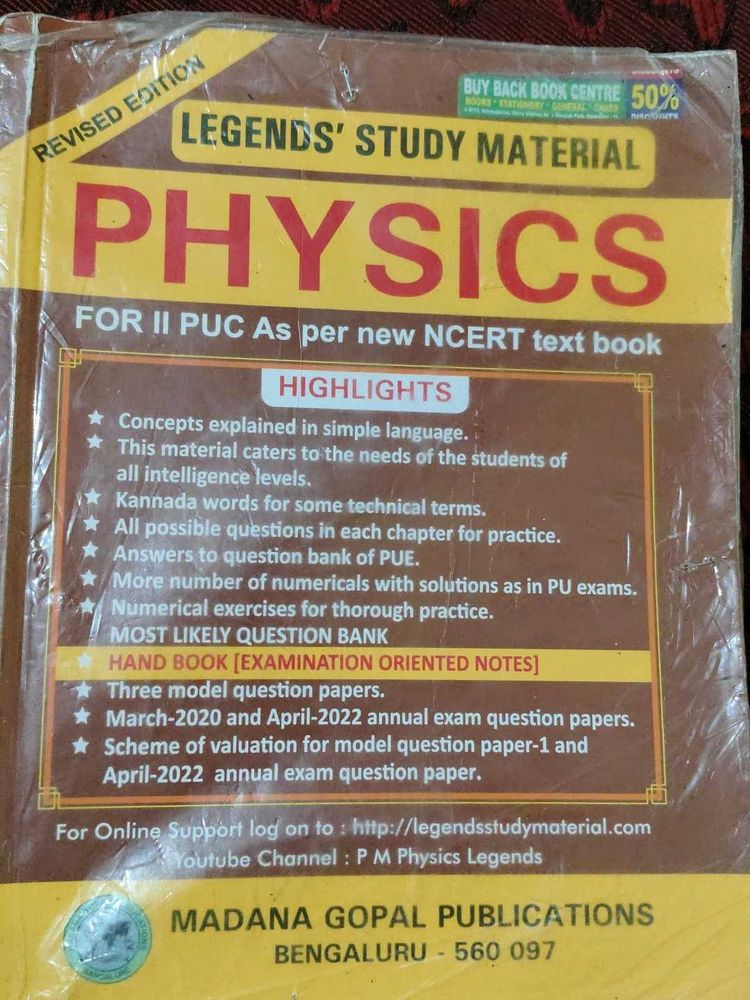 REVISED EDITION
BUY BACK BOOK CENTRE
BOOKS * STATIONERY * GENERAL *
50%
LEGENDS' STUDY MATERIAL
PHYSICS
FOR II PUC As per new NCERT text book
HIGHLIGHTS
★ Concepts explained in simple language.
★ This material caters to the needs of the students of
all intelligence levels.
★ Kannada words for some technical terms.
★ All possible questions in each chapter for practice.
★ Answers to question bank of PUE.
★ More number of numericals with solutions as in PU exams.
★ Numerical exercises for thorough practice.
MOST LIKELY QUESTION BANK
★ HAND BOOK [EXAMINATION ORIENTED NOTES]
★ Three model question papers.
★ March-2020 and April-2022 annual exam question papers.
★ Scheme of valuation for model question paper-1 and
April-2022 annual exam question paper.
For Online Support log on to : http://legendsstudymaterial.com
Youtube Channel : P M Physics Legends
MADANA GOPAL PUBLICATIONS
BENGALURU - 560 097
BANGALORE